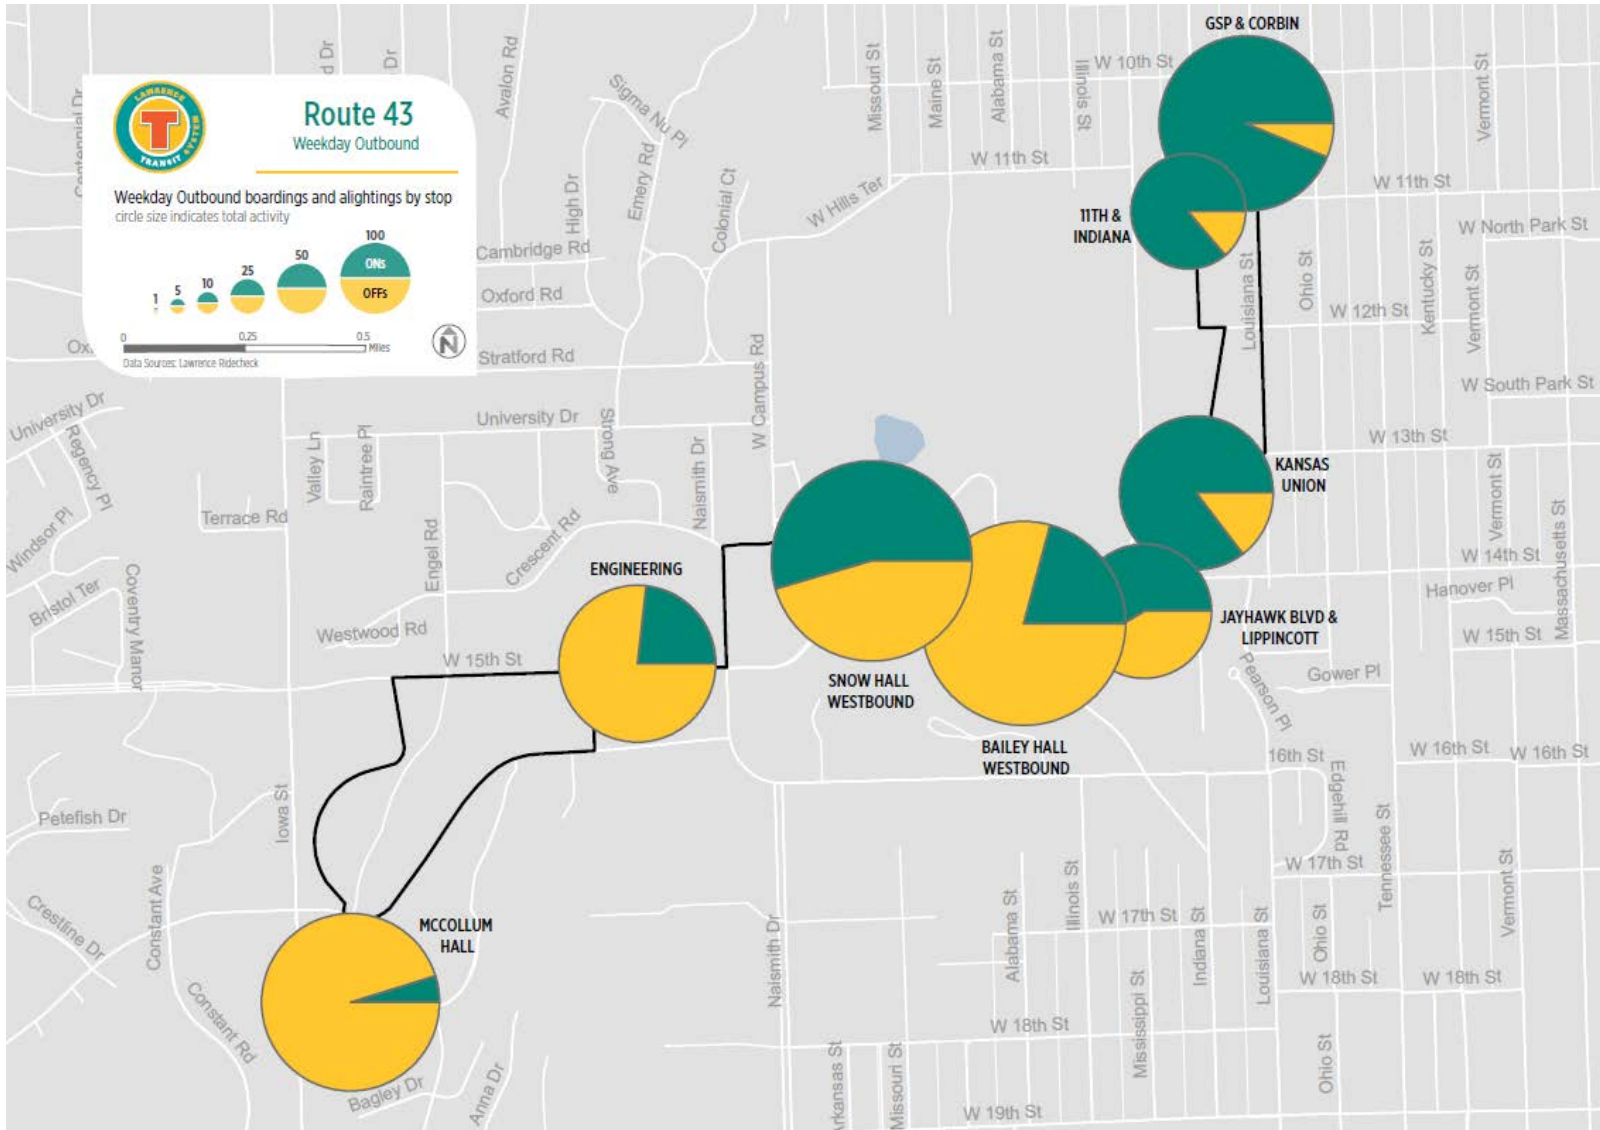 GSP & CORBIN
d Dr
Dr
Avalon Rd
Missouri St
Maine St
Alabama St
Illinois St
W 10th St
Vermont St
Centennial Dr
LAWRENCE
T
TRANSIT SYSTEM
Route 43
Weekday Outbound
Sigma Nu Pl
Emery Rd
High Dr
Colonial Ct
W Hills Ter
W 11th St
W 11th St
Weekday Outbound boardings and alightings by stop
circle size indicates total activity
1
5
10
25
50
100
ONs
OFFs
0
0.25
0.5
Miles
Data Sources: Lawrence Ridecheck
N
11TH &
INDIANA
Cambridge Rd
Oxford Rd
Stratford Rd
Ox
W North Park St
Louisiana St
Ohio St
W 12th St
Kentucky St
Vermont St
W South Park St
University Dr
Regency Pl
University Dr
Valley Ln
Raintree Pl
Strong Ave
Naismith Dr
W Campus Rd
W 13th St
KANSAS
UNION
Vermont St
Massachusetts St
Windsor Pl
Terrace Rd
Engel Rd
Crescent Rd
W 14th St
Bristol Ter
Coventry Manor
ENGINEERING
Hanover Pl
JAYHAWK BLVD &
LIPPINCOTT
Westwood Rd
W 15th St
W 15th St
SNOW HALL
WESTBOUND
Pearson Pl
Gower Pl
BAILEY HALL
WESTBOUND
16th St
W 16th St
W 16th St
Edgehill Rd
Tennessee St
Petefish Dr
Iowa St
W 17th St
Vermont St
Crestline Dr
Constant Ave
MCCOLLUM
HALL
Naismith Dr
Alabama St
Illinois St
W 17th St
Indiana St
Louisiana St
Ohio St
W 18th St
W 18th St
Constant Rd
W 18th St
Mississippi St
Ohio St
Bagley Dr
Anna Dr
Arkansas St
Missouri St
W 19th St